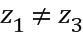 z₁ ≠ z₃